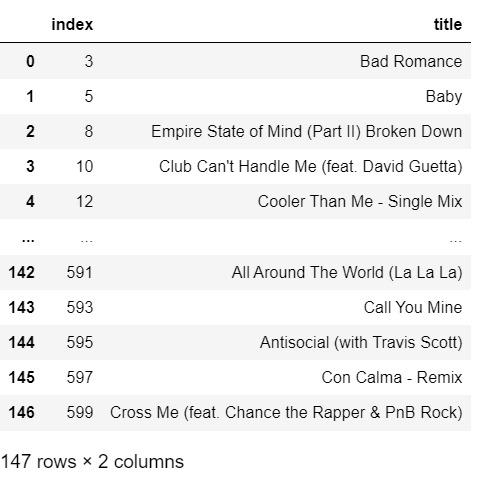 index title
0 3 Bad Romance
1 5 Baby
2 8 Empire State of Mind (Part II) Broken Down
3 10 Club Can't Handle Me (feat. David Guetta)
4 12 Cooler Than Me - Single Mix
... ... ...
142 591 All Around The World (La La La)
143 593 Call You Mine
144 595 Antisocial (with Travis Scott)
145 597 Con Calma - Remix
146 599 Cross Me (feat. Chance the Rapper & PnB Rock)
147 rows × 2 columns